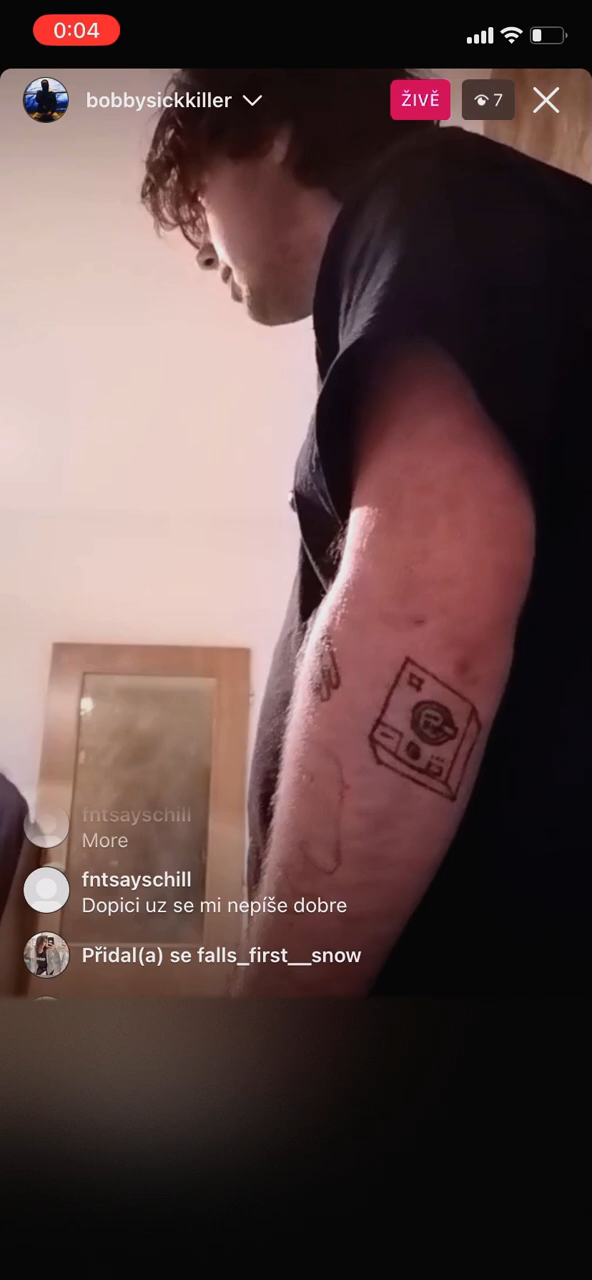 0:04
bobbysickkiller
ŽIVĚ
7
fntsayschill
More
fntsayschill
Dopici uz se mi nepíše dobre
Přidal(a) se falls_first__snow